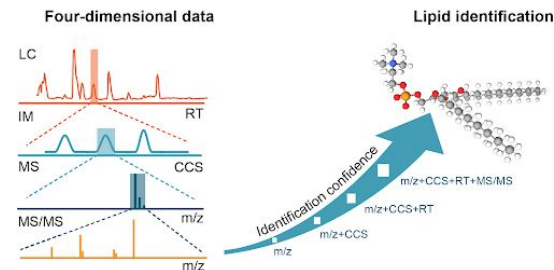 Four-dimensional data
LC
IM
RT
MS
CCS
MS/MS
m/z
m/z
Lipid identification
Identification confidence
m/z+CCS+RT+MS/MS
m/z+CCS+RT
m/z+CCS
m/z